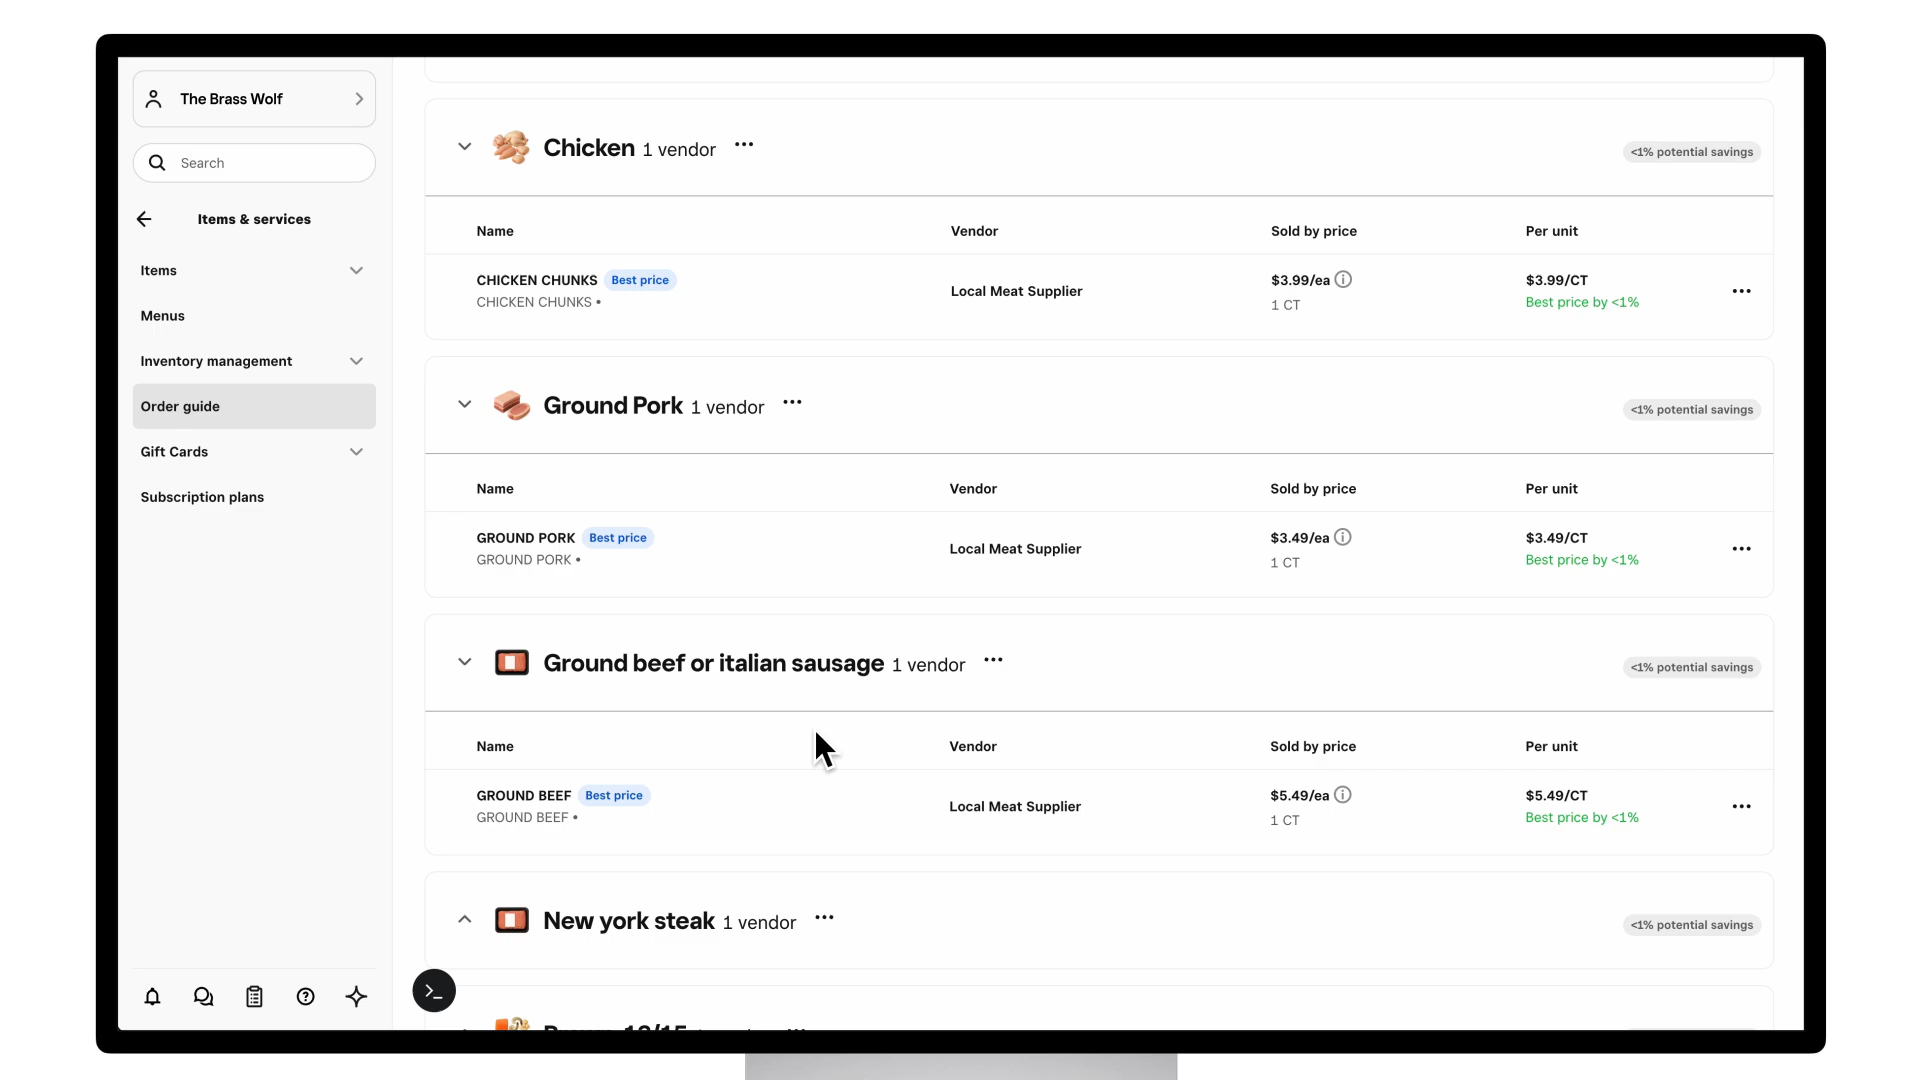 The Brass Wolf
Search
Items & services
Items
Menus
Inventory management
Order guide
Gift Cards
Subscription plans
Chicken 1 vendor
<1% potential savings
Name Vendor Sold by price Per unit
CHICKEN CHUNKS Best price
CHICKEN CHUNKS •
Local Meat Supplier
$3.99/ea
1 CT
$3.99/CT
Best price by <1%
Ground Pork 1 vendor
<1% potential savings
Name Vendor Sold by price Per unit
GROUND PORK Best price
GROUND PORK •
Local Meat Supplier
$3.49/ea
1 CT
$3.49/CT
Best price by <1%
Ground beef or italian sausage 1 vendor
<1% potential savings
Name Vendor Sold by price Per unit
GROUND BEEF Best price
GROUND BEEF •
Local Meat Supplier
$5.49/ea
1 CT
$5.49/CT
Best price by <1%
New york steak 1 vendor
<1% potential savings